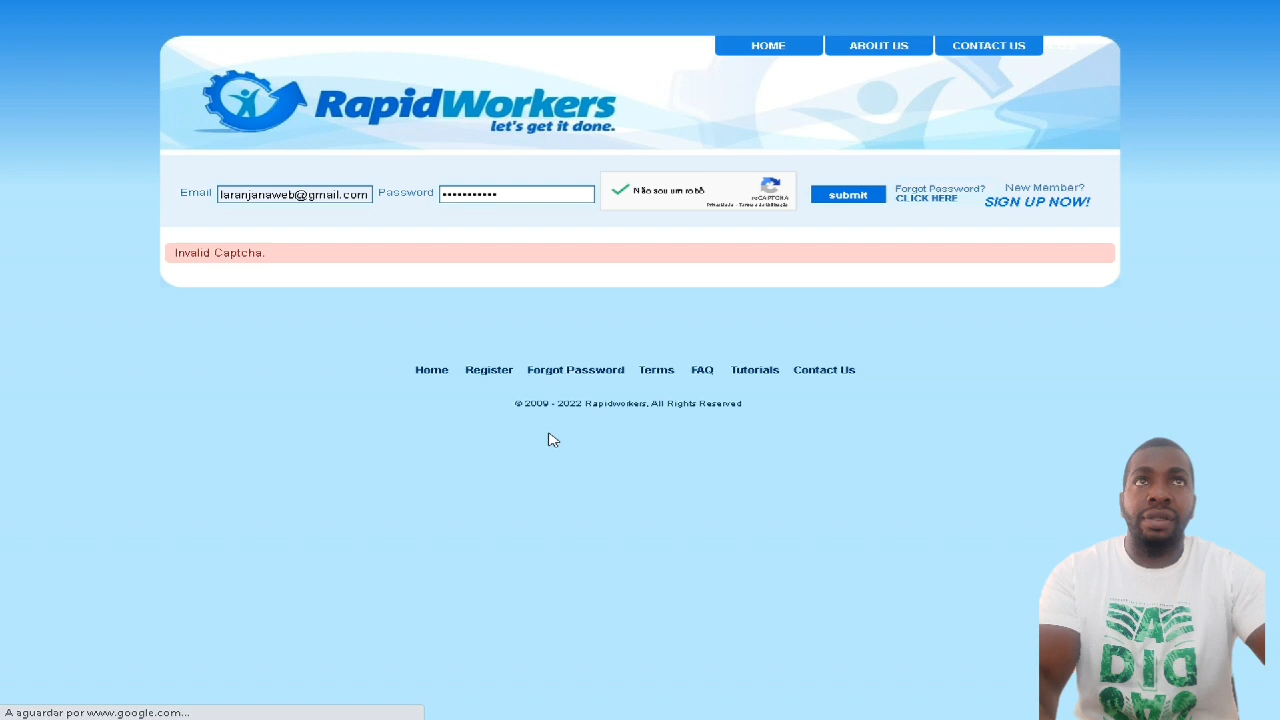 HOME ABOUT US CONTACT US
RapidWorkers
let's get it done.
Email laranjanaweb@gmail.com Password ••••••••••• Não sou um robô reCAPTCHA submit Forgot Password? New Member?
CLICK HERE SIGN UP NOW!
Invalid Captcha.
Home Register Forgot Password Terms FAQ Tutorials Contact Us
© 2009 - 2022 Rapidworkers, All Rights Reserved
A aguardar por www.google.com...